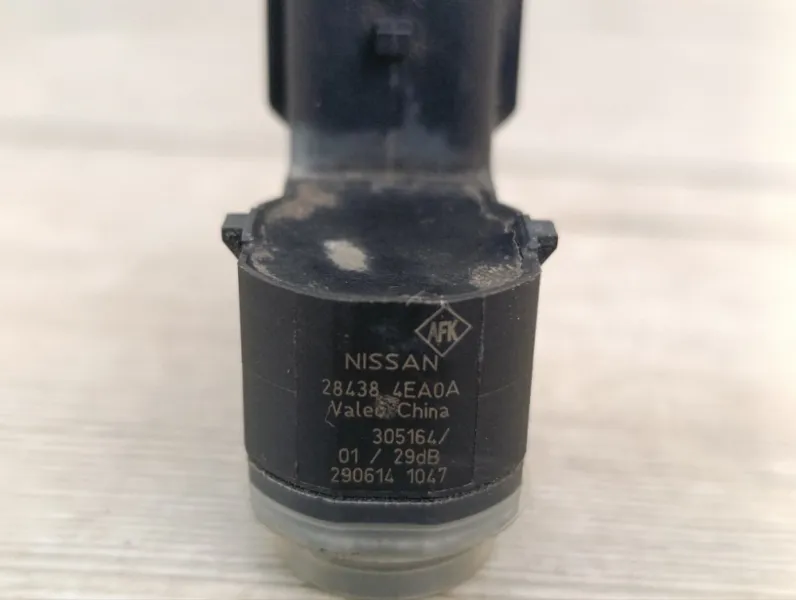 AFK
NISSAN
28438 4EA0A
Valeo China
305164/
01 / 29dB
290614 1047